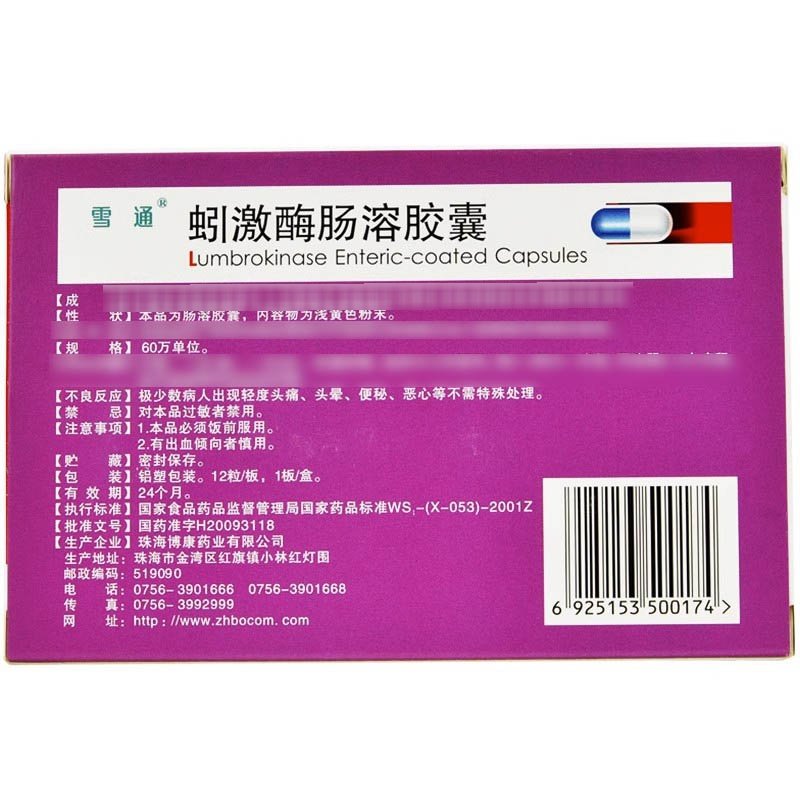 雪通®
蚓激酶肠溶胶囊
Lumbrokinase Enteric-coated Capsules
【成
【性 状】本品为肠溶胶囊，内容物为浅黄色粉末。
【规 格】60万单位。
【不良反应】极少数病人出现轻度头痛、头晕、便秘、恶心等不需特殊处理。
【禁 忌】对本品过敏者禁用。
【注意事项】1.本品必须饭前服用。
2.有出血倾向者慎用。
【贮 藏】密封保存。
【包 装】铝塑包装。12粒/板，1板/盒。
【有 效 期】24个月。
【执行标准】国家食品药品监督管理局国家药品标准WS₁-(X-053)-2001Z
【批准文号】国药准字H20093118
【生产企业】珠海博康药业有限公司
生产地址：珠海市金湾区红旗镇小林红灯围
邮政编码：519090
电 话：0756-3901666 0756-3901668
传 真：0756-3992999
网 址：http://www.zhbocom.com
6 925153 500174 >